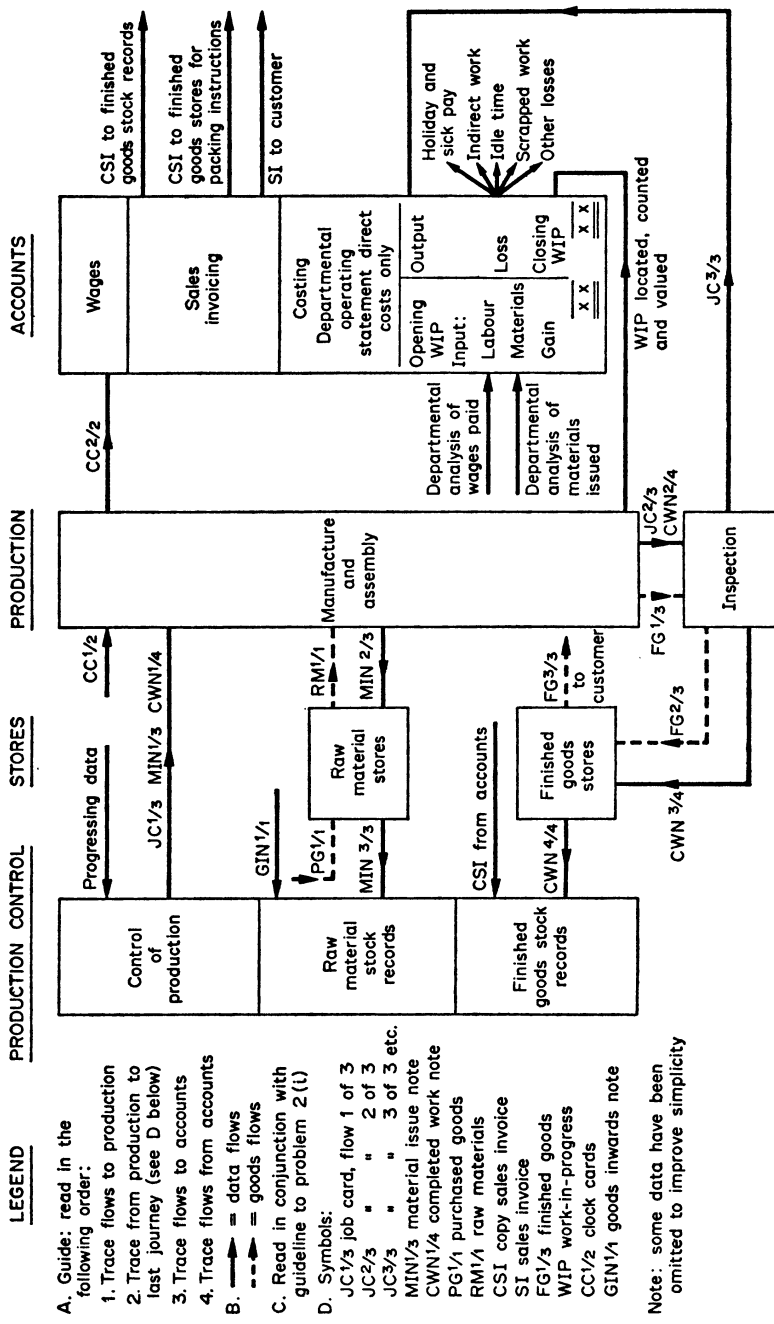 LEGEND
A. Guide: read in the
following order:
1. Trace flows to production
2. Trace from production to
last journey (see D below)
3. Trace flows to accounts
4. Trace flows from accounts
B. = data flows
= goods flows
C. Read in conjunction with
guideline to problem 2(i)
D. Symbols:
JC1/3 job card, flow 1 of 3
JC2/3 " " 2 of 3
JC3/3 " " 3 of 3 etc.
MIN1/3 material issue note
CWN1/4 completed work note
PG1/1 purchased goods
RM1/1 raw materials
CSI copy sales invoice
SI sales invoice
FG1/3 finished goods
WIP work-in-progress
CC1/2 clock cards
GIN1/1 goods inwards note
Note: some data have been
omitted to improve simplicity
PRODUCTION CONTROL
Control
of
production
Raw
material
stock
records
Finished
goods stock
records
STORES
Progressing data
JC1/3 MIN1/3 CWN1/4
GIN1/1
PG1/1
MIN 3/3
Raw
material
stores
RM1/1
MIN 2/3
CSI from accounts
CWN 4/4
Finished
goods
stores
FG3/3
to
customer
FG2/3
CWN 3/4
CC1/2
PRODUCTION
Manufacture
and
assembly
FG1/3
JC2/3
CWN2/4
Inspection
CC2/2
Departmental
analysis of
wages paid
Departmental
analysis of
materials
issued
WIP located, counted
and valued
JC3/3
ACCOUNTS
Wages
Sales
invoicing
Costing
Departmental
operating
statement direct
costs only
Opening
WIP
Input:
Labour
Materials
Gain
x x
Output
Loss
Closing
WIP
x x
CSI to finished
goods stock records
CSI to finished
goods stores for
packing instructions
SI to customer
Holiday and
sick pay
Indirect work
Idle time
Scrapped work
Other losses